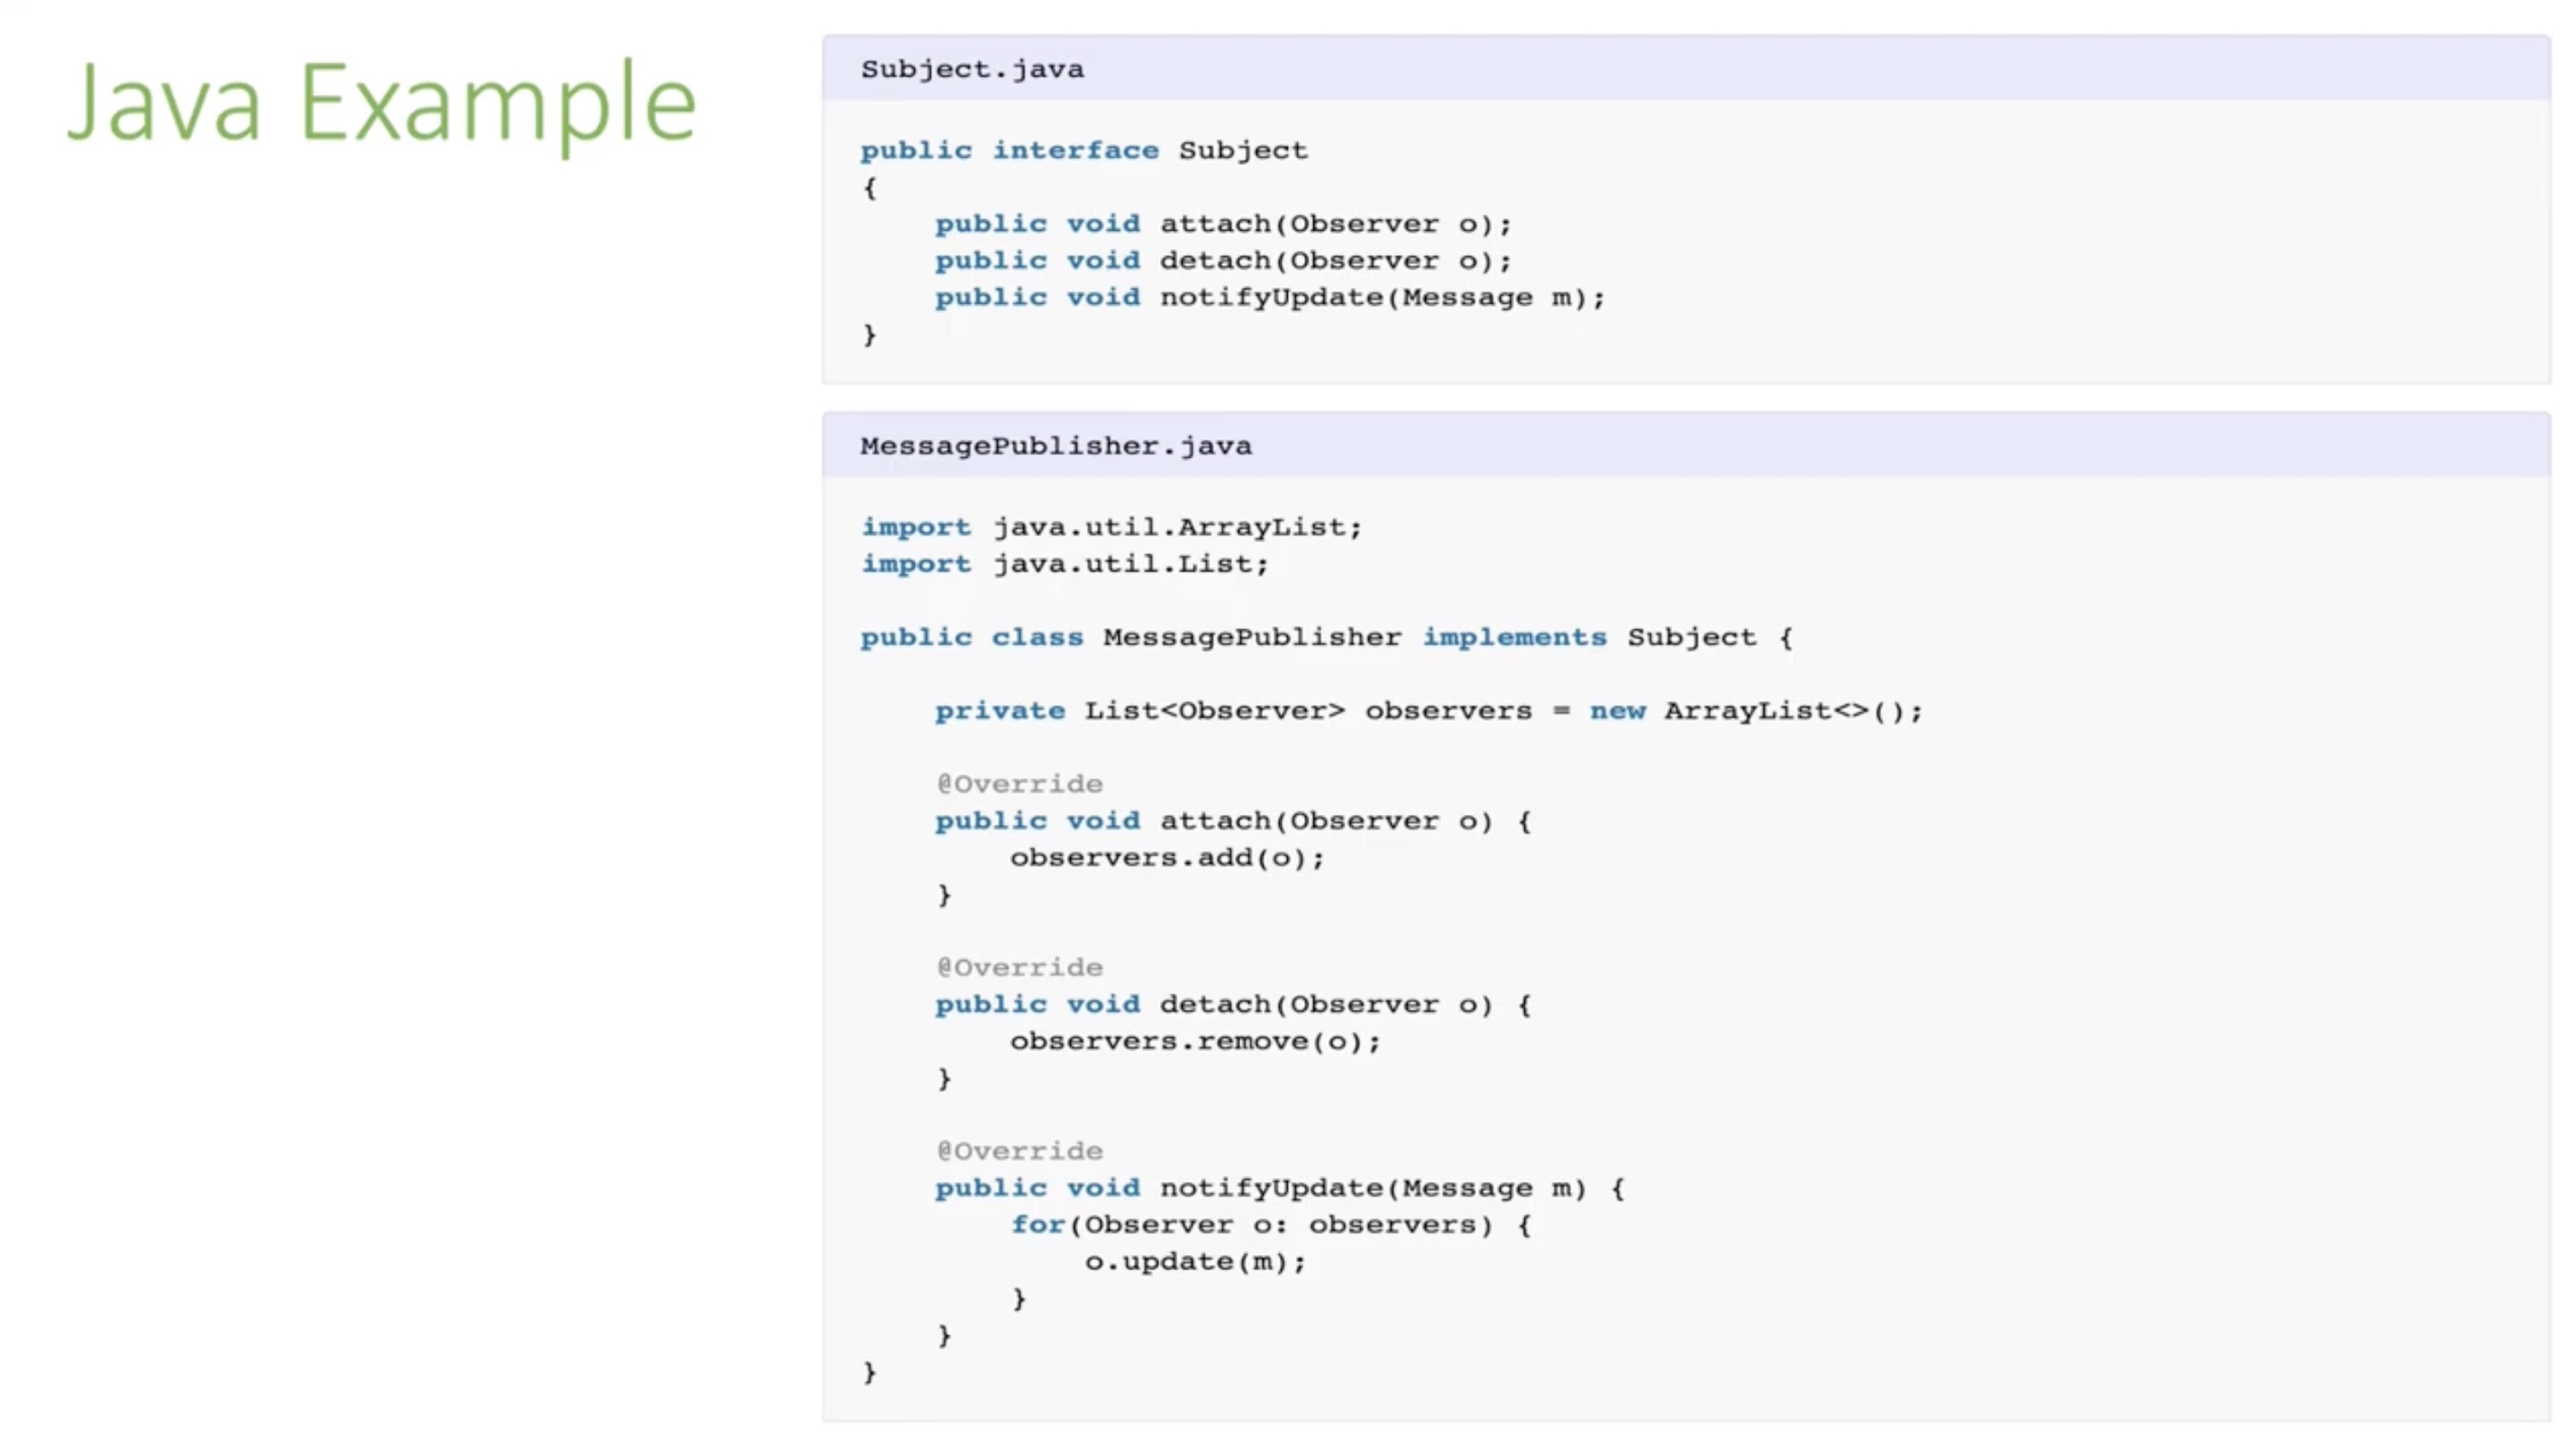 Java Example
Subject.java
public interface Subject
{
public void attach(Observer o);
public void detach(Observer o);
public void notifyUpdate(Message m);
}
MessagePublisher.java
import java.util.ArrayList;
import java.util.List;
public class MessagePublisher implements Subject {
private List<Observer> observers = new ArrayList<>();
@Override
public void attach(Observer o) {
observers.add(o);
}
@Override
public void detach(Observer o) {
observers.remove(o);
}
@Override
public void notifyUpdate(Message m) {
for(Observer o: observers) {
o.update(m);
}
}
}